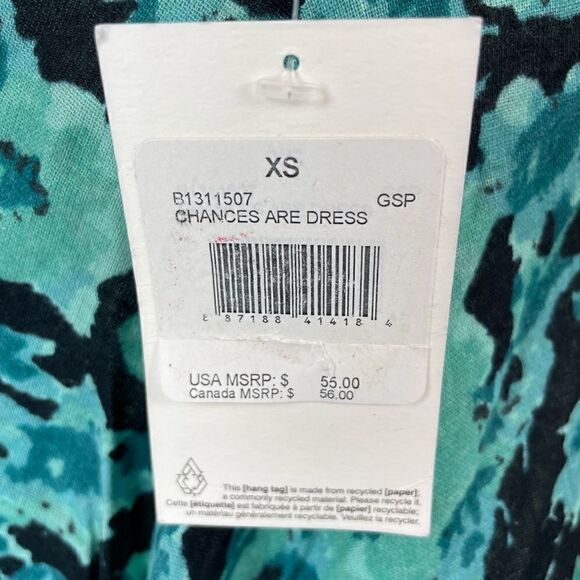 XS
B1311507 GSP
CHANCES ARE DRESS
8 87188 41418 4
USA MSRP: $ 55.00
Canada MSRP: $ 56.00
This [hang tag] is made from recycled [paper];
a commonly recycled material. Please recycle it.
Cette [étiquette] est fabriquée à partir de [papier] recyclable;
un matériau généralement recyclable. Veuillez la recycler.